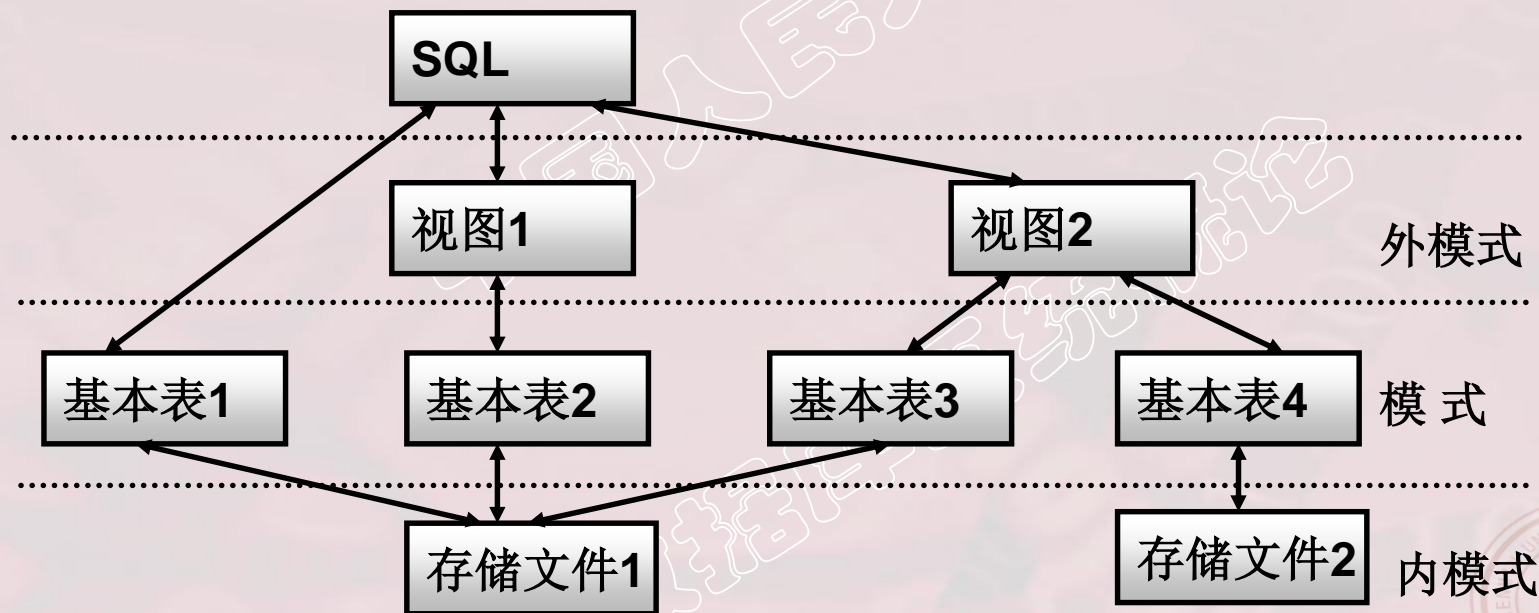 SQL
视图1
视图2
外模式
基本表1
基本表2
基本表3
基本表4
模 式
存储文件1
存储文件2
内模式